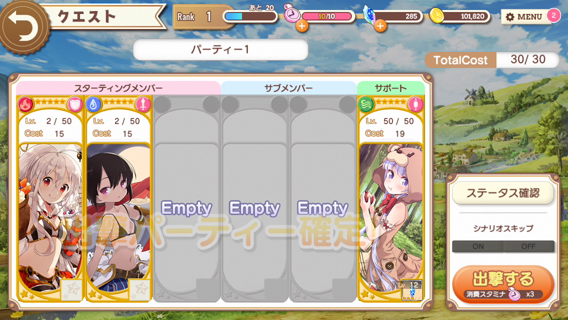 クエスト
Rank 1
あと 20
10/10
285
101,820
MENU
パーティー1
TotalCost 30/30
スターティングメンバー
サブメンバー
サポート
Lv. 2 / 50
Cost 15
Lv. 2 / 50
Cost 15
Lv. 50 / 50
Cost 19
Empty
Empty
Empty
パーティー確定
Lv. 12
ステータス確認
シナリオスキップ
ON OFF
出撃する
消費スタミナ x3